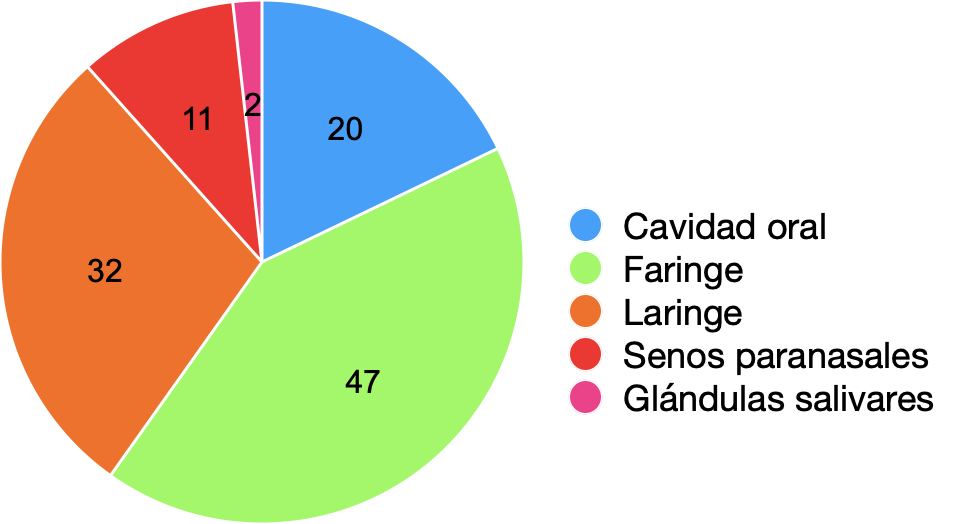 2
11
20
32
47
Cavidad oral
Faringe
Laringe
Senos paranasales
Glándulas salivares